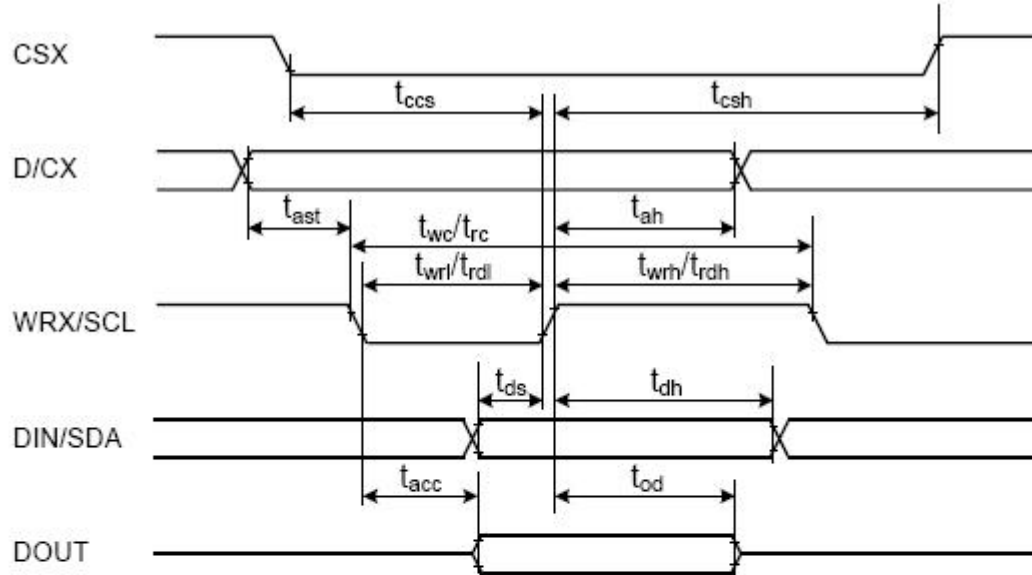 CSX
tccs
tcsh
D/CX
tast
tah
twc/trc
twrl/trdl
twrh/trdh
WRX/SCL
tds
tdh
DIN/SDA
tacc
tod
DOUT